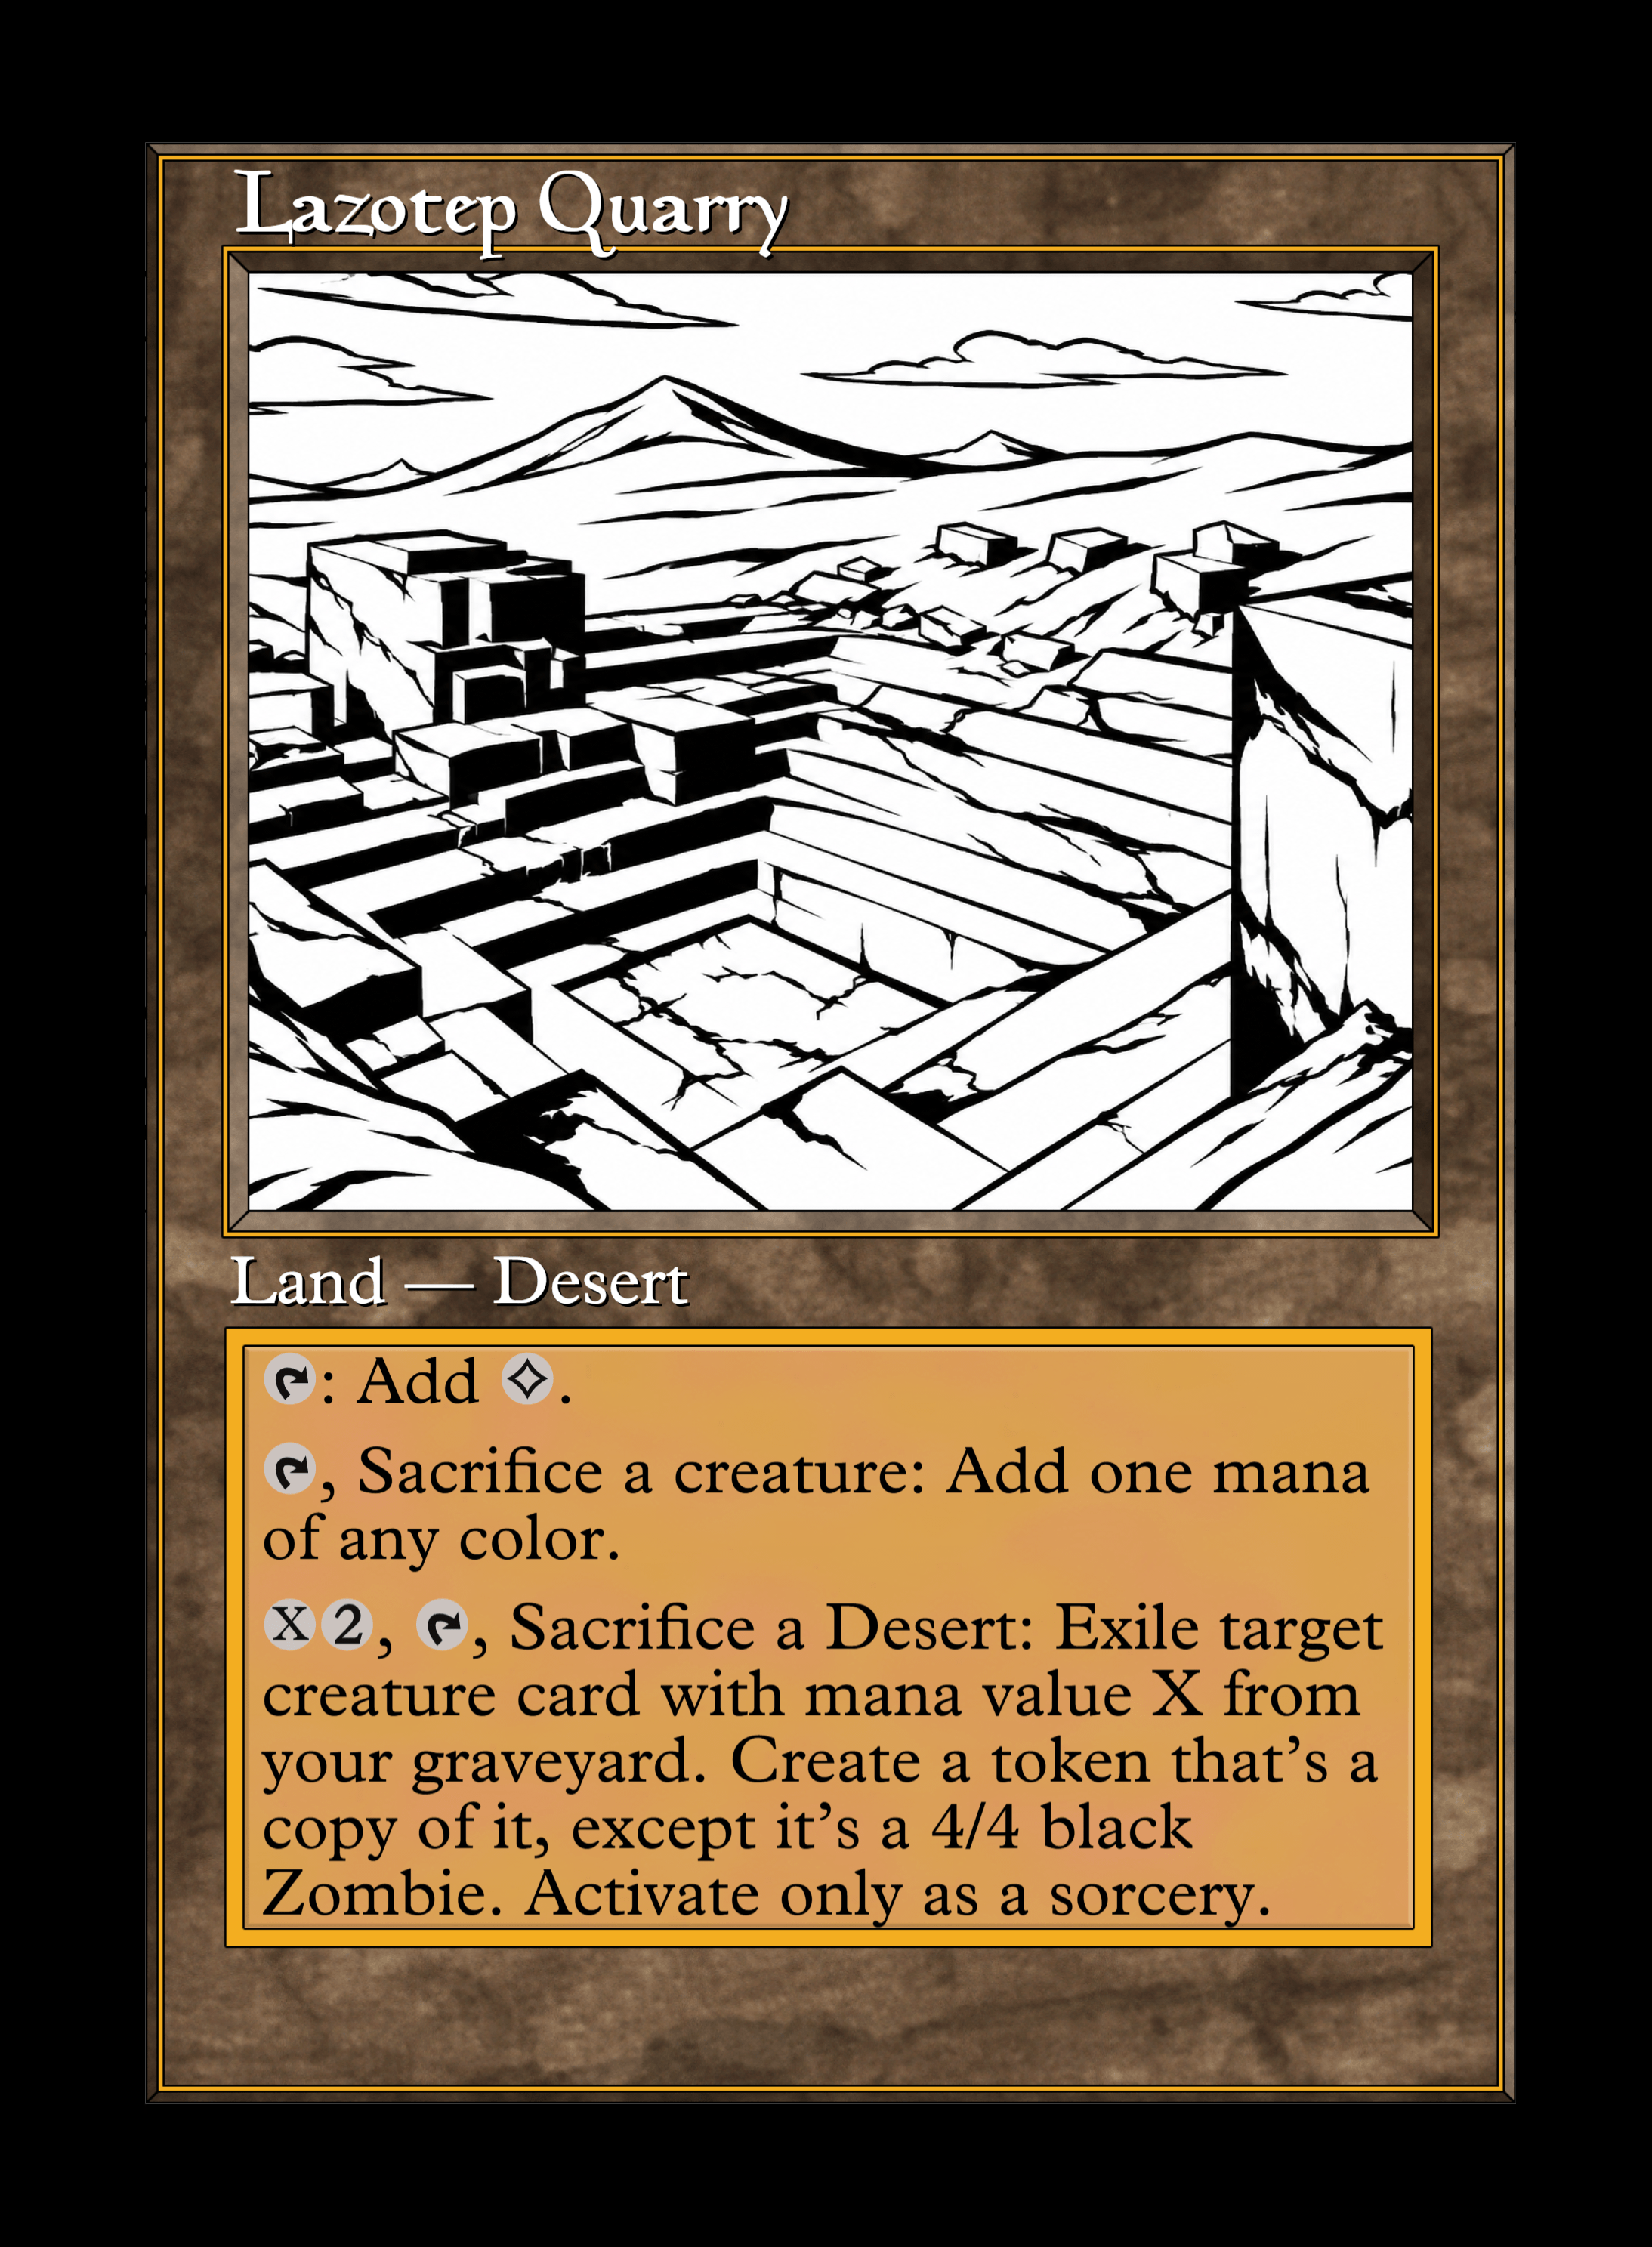 Lazotep Quarry
Land — Desert
: Add .
, Sacrifice a creature: Add one mana
of any color.
X 2, , Sacrifice a Desert: Exile target
creature card with mana value X from
your graveyard. Create a token that’s a
copy of it, except it’s a 4/4 black
Zombie. Activate only as a sorcery.